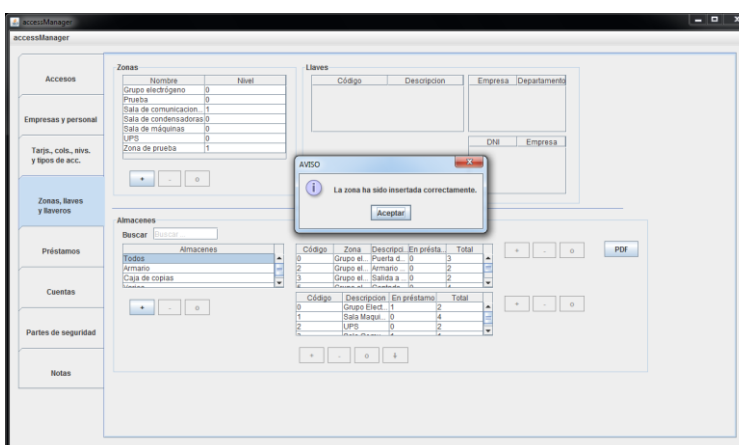 accessManager
accessManager
Accesos
Empresas y personal
Tarjs., cols., nivs.
y tipos de acc.
Zonas, llaves
y llaveros
Préstamos
Cuentas
Partes de seguridad
Notas
Zonas
Nombre Nivel
Grupo electrógeno 0
Prueba 0
Sala de comunicacion... 1
Sala de condensadoras 0
Sala de máquinas 0
UPS 0
Zona de prueba 1
+ - o
Llaves
Código Descripcion
Empresa Departamento
DNI Empresa
AVISO
La zona ha sido insertada correctamente.
Aceptar
Almacenes
Buscar Buscar...
Almacenes
Todos
Armario
Caja de copias
+ - o
Código Zona Descripci... En présta... Total
0 Grupo el... Puerta d... 0 3
2 Grupo el... Armario ... 0 2
3 Grupo el... Salida a ... 0 2
+ - o
PDF
Código Descripcion En préstamo Total
0 Grupo Elect... 1 2
1 Sala Maqui... 0 4
2 UPS 0 2
+ - o
+ - o ↓